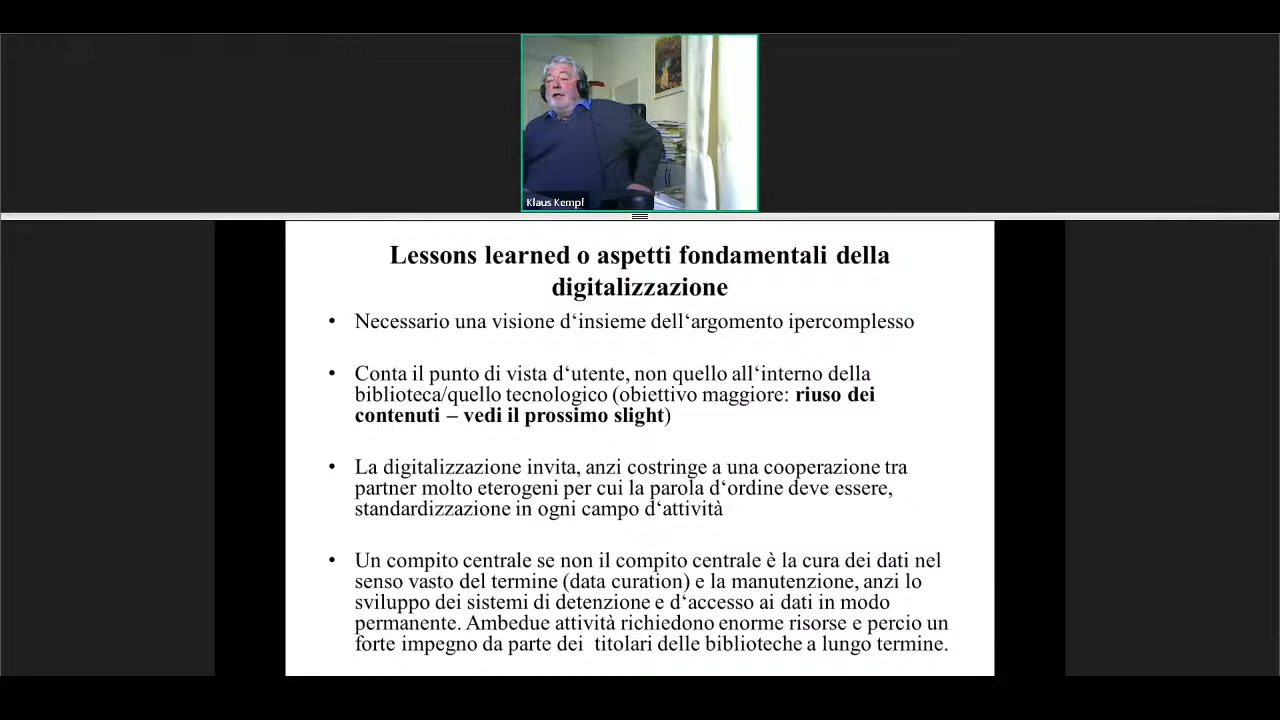 Klaus Kempf
Lessons learned o aspetti fondamentali della
digitalizzazione
• Necessario una visione d‘insieme dell‘argomento ipercomplesso
• Conta il punto di vista d‘utente, non quello all‘interno della
biblioteca/quello tecnologico (obiettivo maggiore: riuso dei
contenuti – vedi il prossimo slight)
• La digitalizzazione invita, anzi costringe a una cooperazione tra
partner molto eterogeni per cui la parola d‘ordine deve essere,
standardizzazione in ogni campo d‘attività
• Un compito centrale se non il compito centrale è la cura dei dati nel
senso vasto del termine (data curation) e la manutenzione, anzi lo
sviluppo dei sistemi di detenzione e d‘accesso ai dati in modo
permanente. Ambedue attività richiedono enorme risorse e percio un
forte impegno da parte dei  titolari delle biblioteche a lungo termine.